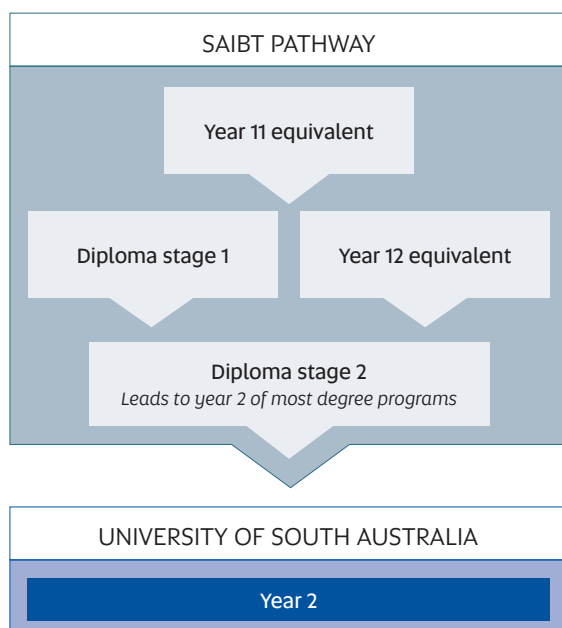 SAIBT PATHWAY
Year 11 equivalent
Diploma stage 1
Year 12 equivalent
Diploma stage 2
Leads to year 2 of most degree programs
UNIVERSITY OF SOUTH AUSTRALIA
Year 2